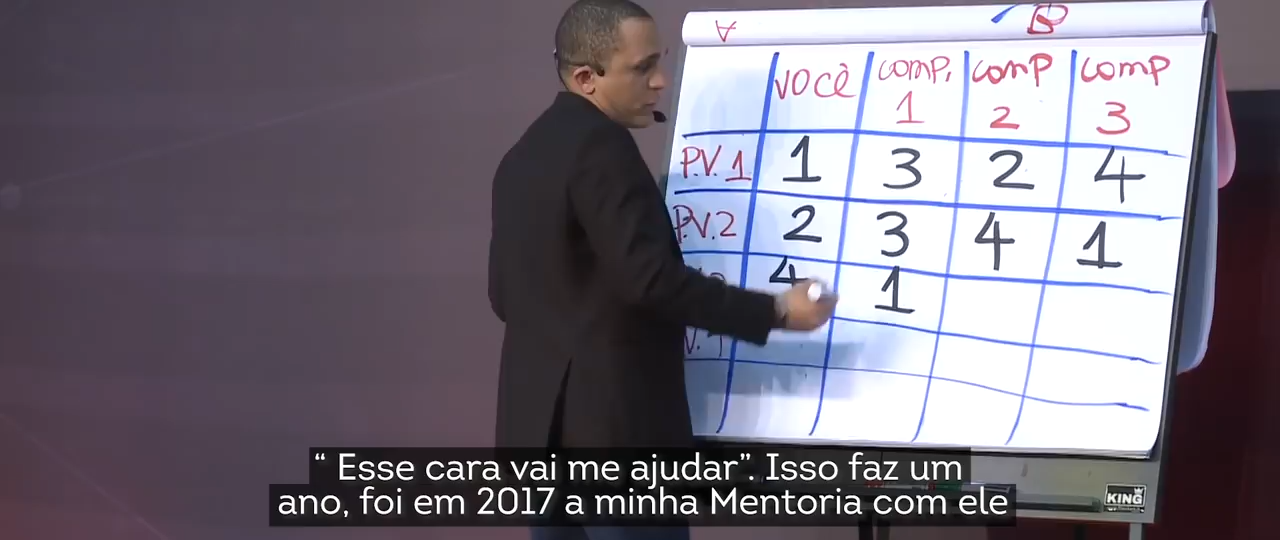 VOCÊ comp. comp comp
1 2 3
P.V.1 1 3 2 4
P.V.2 2 3 4 1
4 1
“ Esse cara vai me ajudar”. Isso faz um
ano, foi em 2017 a minha Mentoria com ele
KING